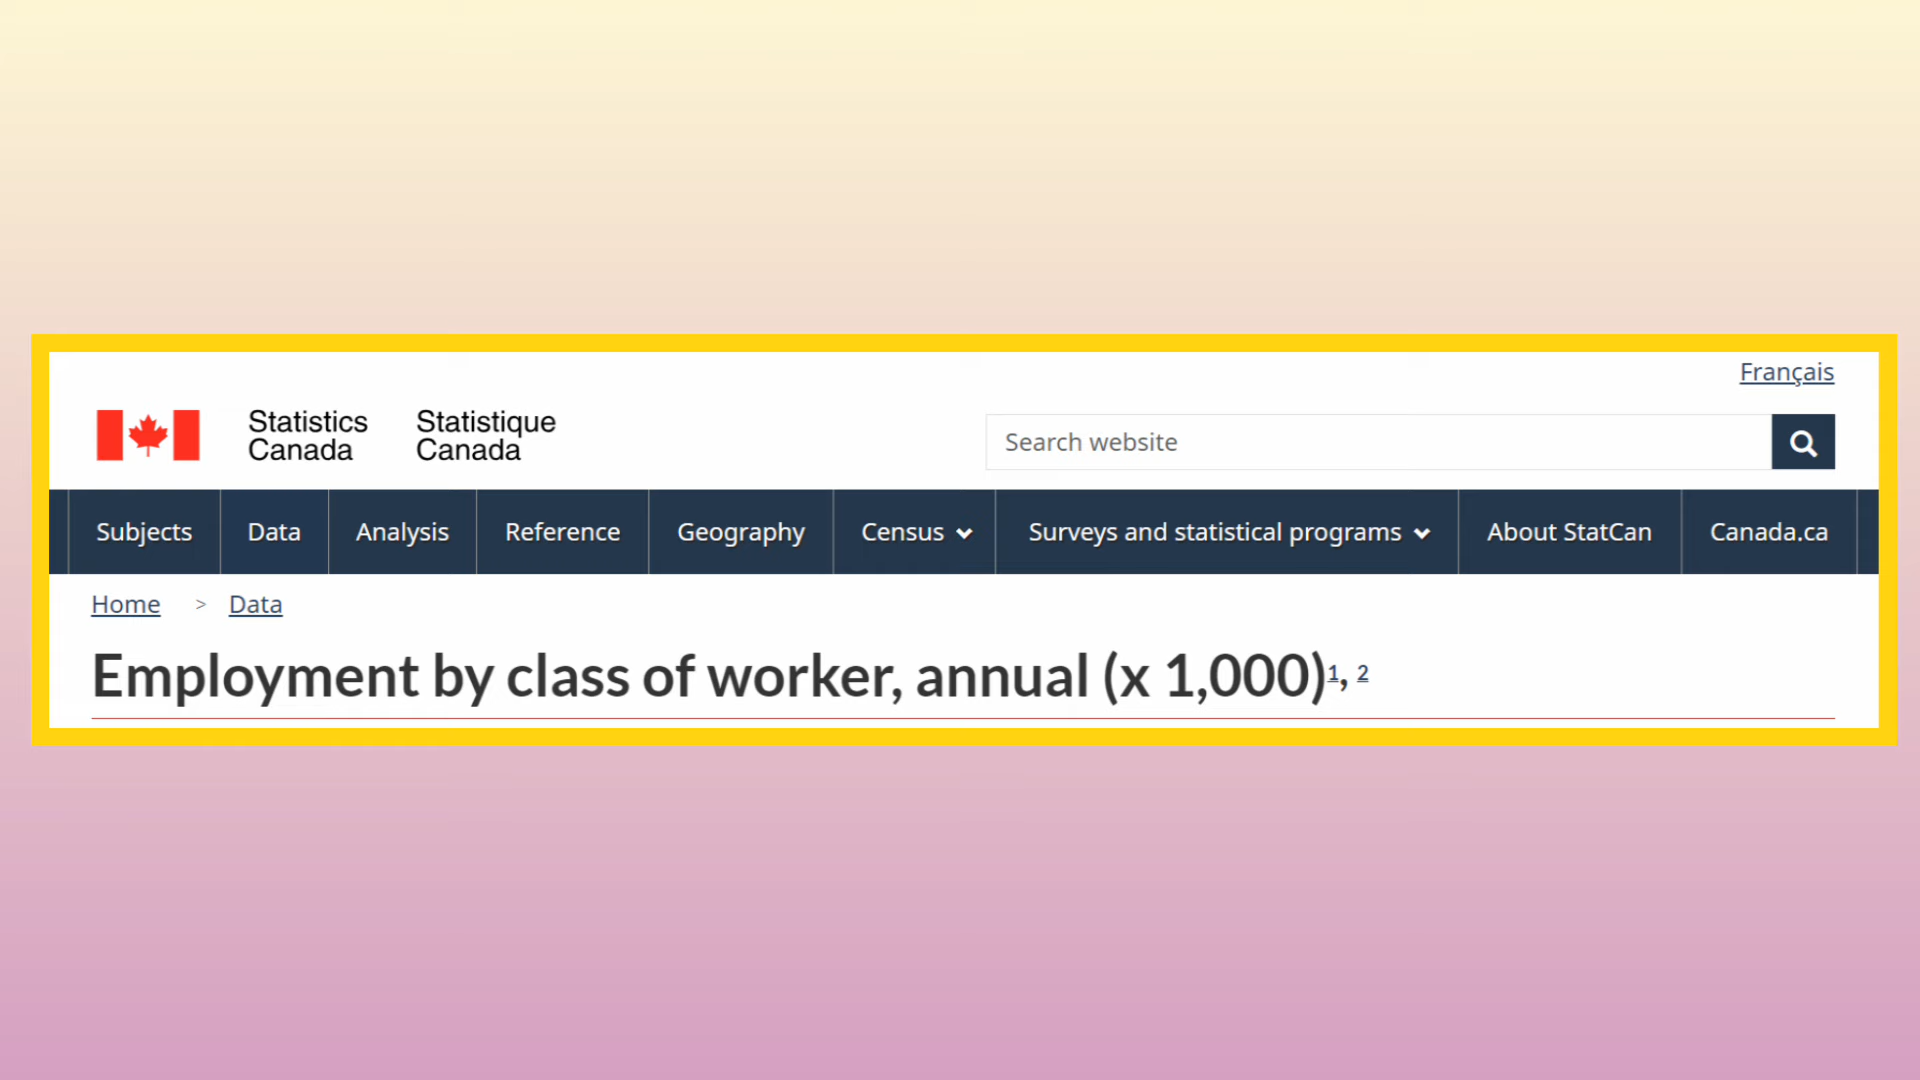 Français
Statistics Canada
Statistique Canada
Search website
Subjects
Data
Analysis
Reference
Geography
Census
Surveys and statistical programs
About StatCan
Canada.ca
Home > Data
Employment by class of worker, annual (x 1,000)1, 2